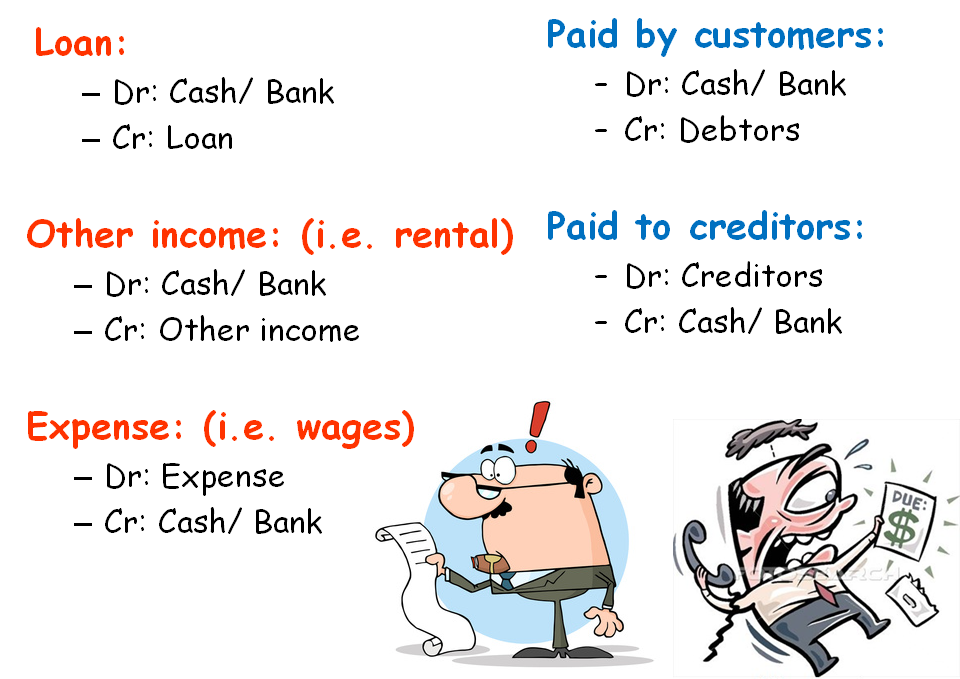 Loan:
– Dr: Cash/ Bank
– Cr: Loan
Other income: (i.e. rental)
– Dr: Cash/ Bank
– Cr: Other income
Expense: (i.e. wages)
– Dr: Expense
– Cr: Cash/ Bank
Paid by customers:
– Dr: Cash/ Bank
– Cr: Debtors
Paid to creditors:
– Dr: Creditors
– Cr: Cash/ Bank
!
DUE:
$